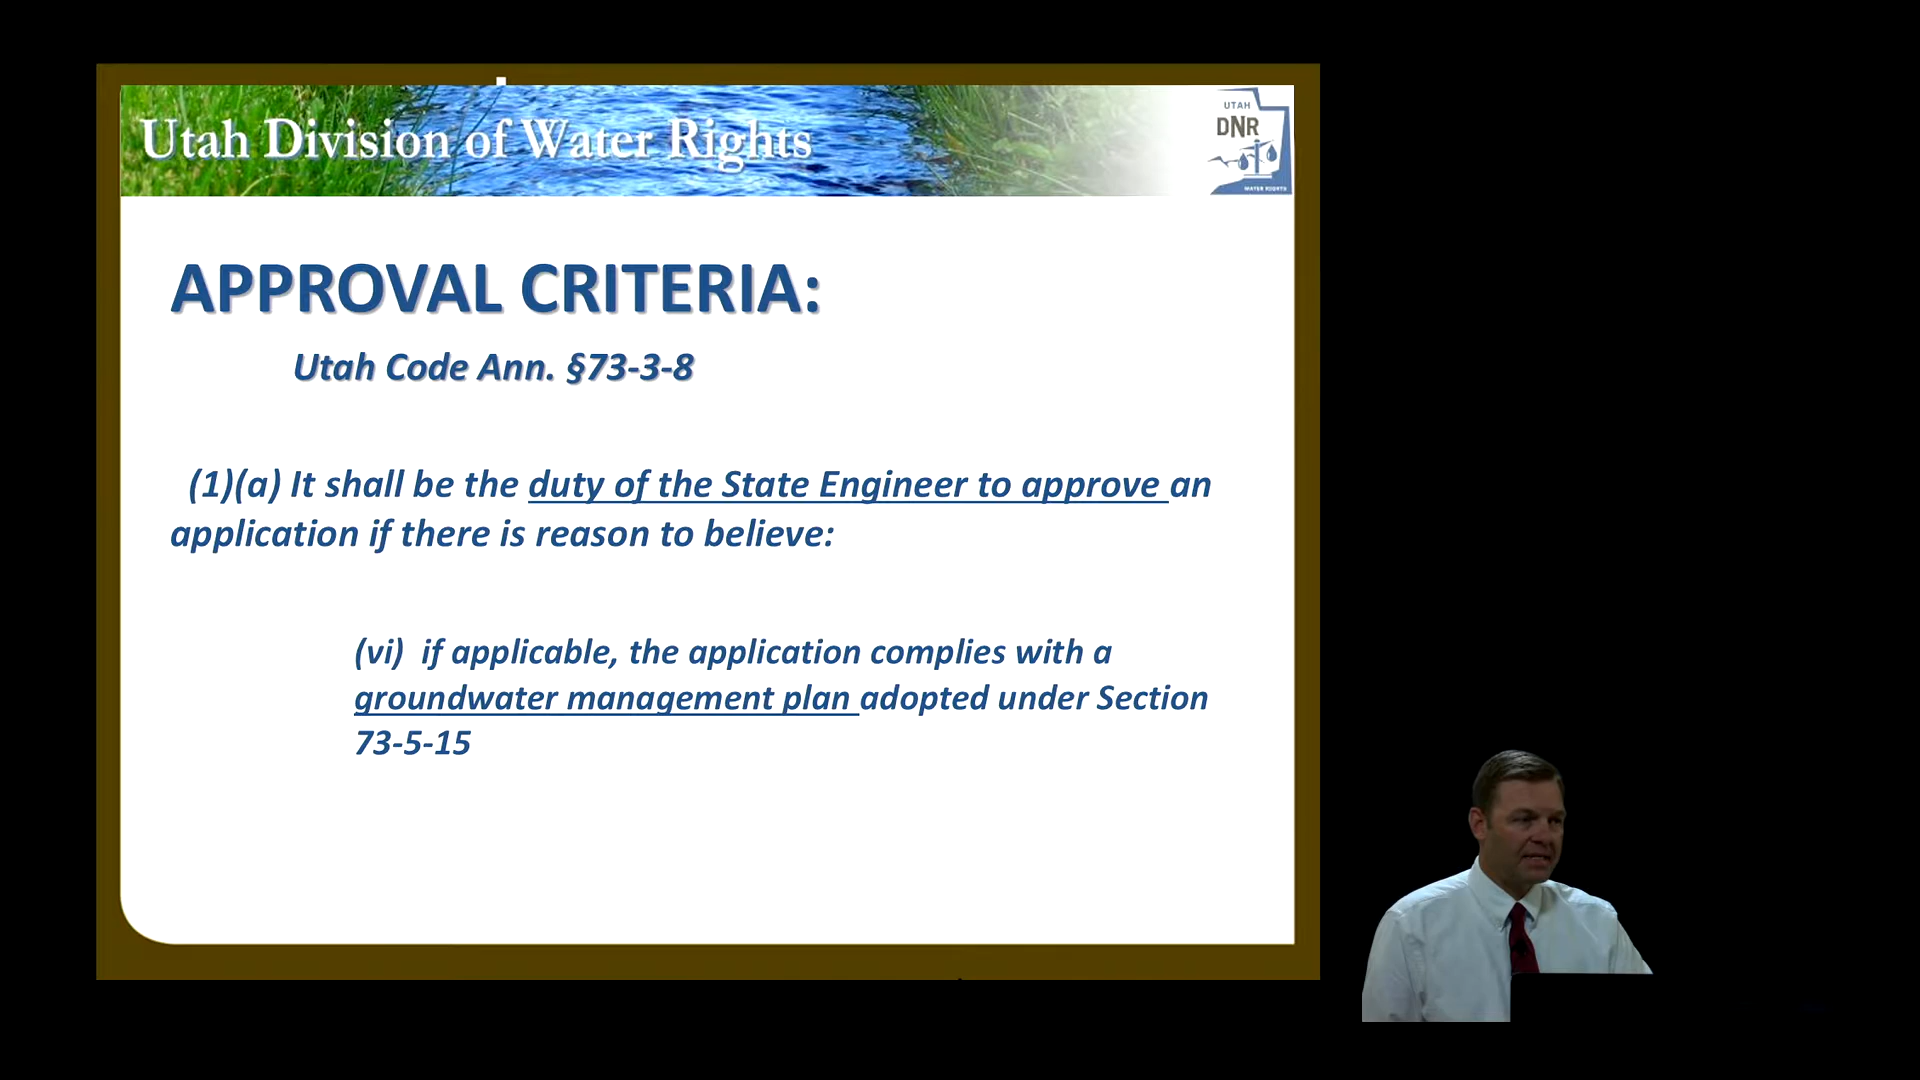 Utah Division of Water Rights
UTAH
DNR
WATER RIGHTS
APPROVAL CRITERIA:
Utah Code Ann. §73-3-8
(1)(a) It shall be the duty of the State Engineer to approve an
application if there is reason to believe:
(vi) if applicable, the application complies with a
groundwater management plan adopted under Section
73-5-15